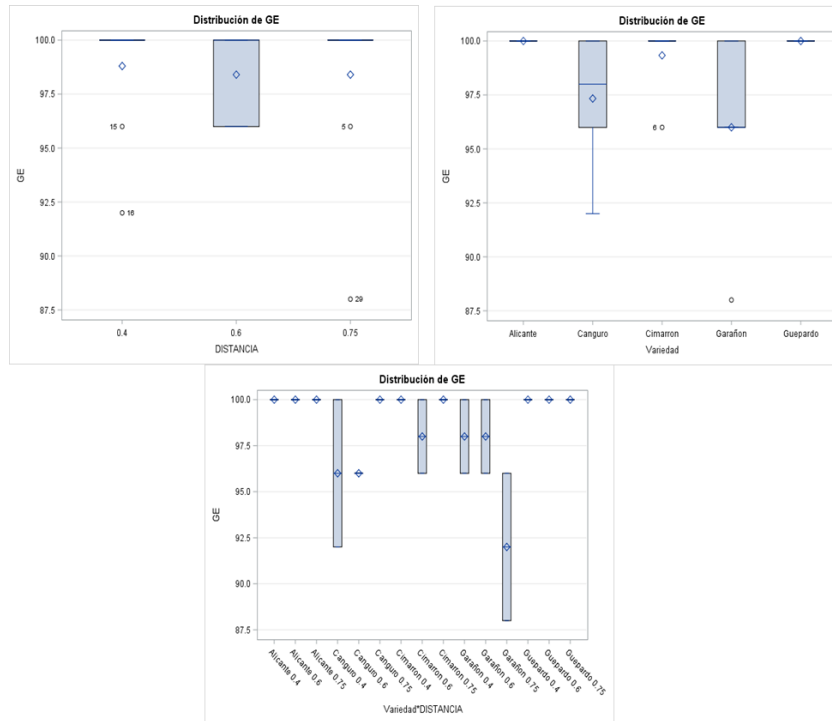 Distribución de GE
100.0
97.5
95.0
92.5
90.0
87.5
GE
15
16
5
29
0.4
0.6
0.75
DISTANCIA
Distribución de GE
100.0
97.5
95.0
92.5
90.0
87.5
GE
6
Alicante
Canguro
Cimarron
Garañon
Guepardo
Variedad
Distribución de GE
100.0
97.5
95.0
92.5
90.0
87.5
GE
Alicante 0.4
Alicante 0.6
Alicante 0.75
Canguro 0.4
Canguro 0.6
Canguro 0.75
Cimarron 0.4
Cimarron 0.6
Cimarron 0.75
Garañon 0.4
Garañon 0.6
Garañon 0.75
Guepardo 0.4
Guepardo 0.6
Guepardo 0.75
Variedad*DISTANCIA